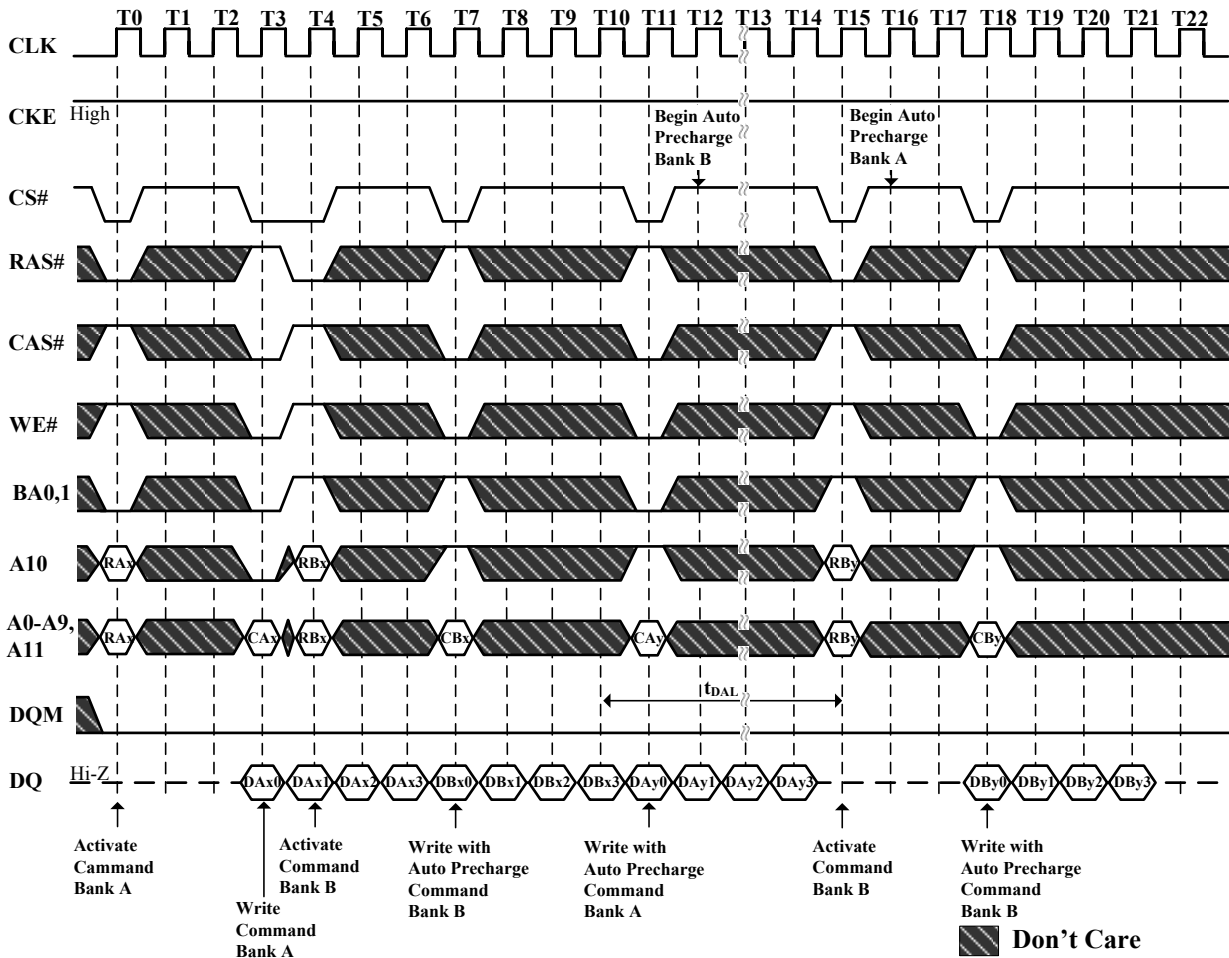 T0 T1 T2 T3 T4 T5 T6 T7 T8 T9 T10 T11 T12 T13 T14 T15 T16 T17 T18 T19 T20 T21 T22
CLK
CKE High
Begin Auto
Precharge
Bank B
Begin Auto
Precharge
Bank A
CS#
RAS#
CAS#
WE#
BA0,1
A10 RAx RBx RBy
A0-A9,
A11
RAx CAx RBx CBx CAy RBy CBy
tDAL
DQM
DQ Hi-Z DAx0 DAx1 DAx2 DAx3 DBx0 DBx1 DBx2 DBx3 DAy0 DAy1 DAy2 DAy3 DBy0 DBy1 DBy2 DBy3
Activate
Cammand
Bank A
Write
Command
Bank A
Activate
Command
Bank B
Write with
Auto Precharge
Command
Bank B
Write with
Auto Precharge
Command
Bank A
Activate
Command
Bank B
Write with
Auto Precharge
Command
Bank B
Don't Care